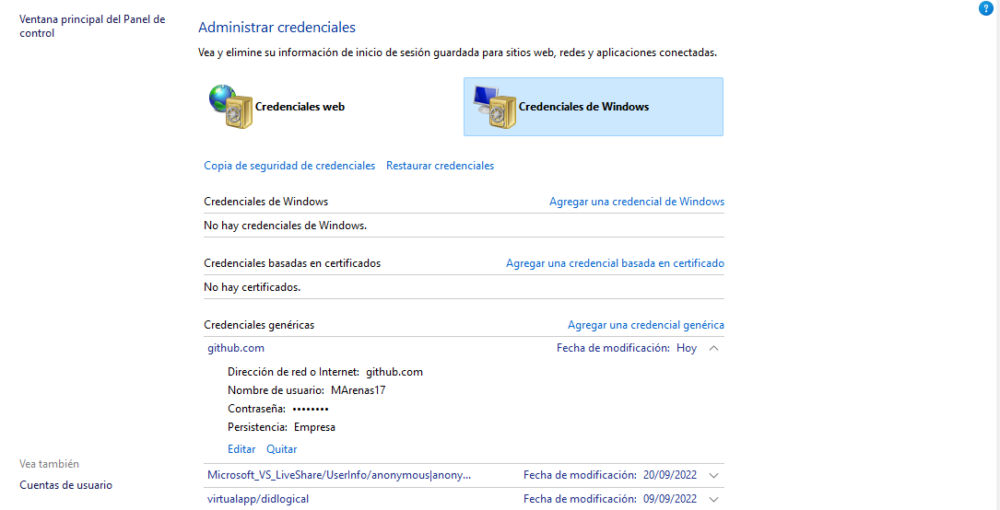 Ventana principal del Panel de
control
?
Administrar credenciales
Vea y elimine su información de inicio de sesión guardada para sitios web, redes y aplicaciones conectadas.
Credenciales web
Credenciales de Windows
Copia de seguridad de credenciales Restaurar credenciales
Credenciales de Windows Agregar una credencial de Windows
No hay credenciales de Windows.
Credenciales basadas en certificados Agregar una credencial basada en certificado
No hay certificados.
Credenciales genéricas Agregar una credencial genérica
github.com Fecha de modificación: Hoy
Dirección de red o Internet: github.com
Nombre de usuario: MArenas17
Contraseña: ••••••••
Persistencia: Empresa
Editar Quitar
Microsoft_VS_LiveShare/UserInfo/anonymous|anony... Fecha de modificación: 20/09/2022
virtualapp/didlogical Fecha de modificación: 09/09/2022
Vea también
Cuentas de usuario